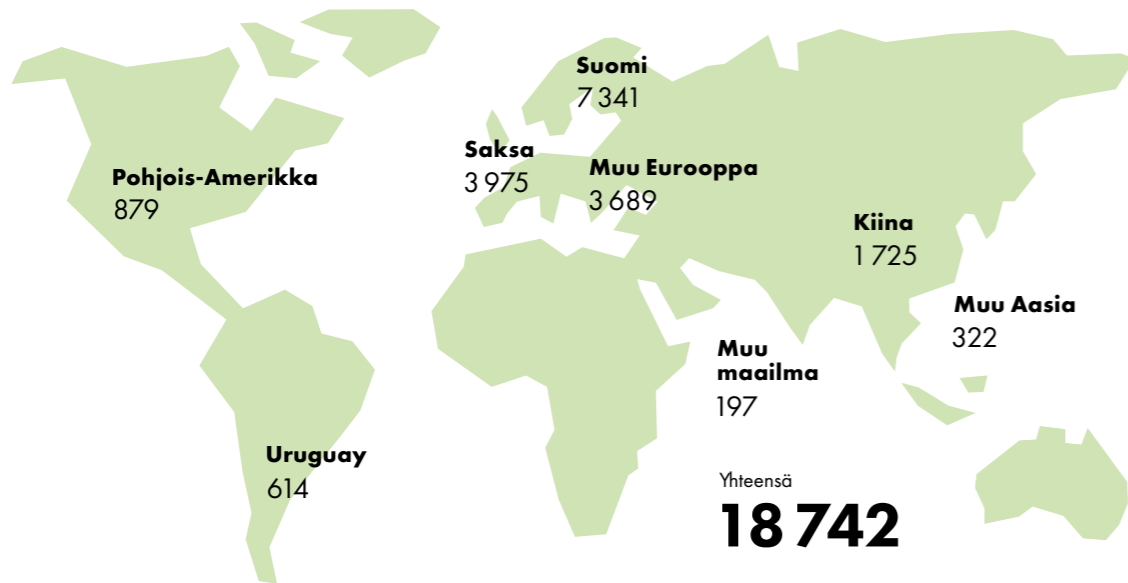 Suomi
7 341
Saksa
3 975
Muu Eurooppa
3 689
Pohjois-Amerikka
879
Kiina
1 725
Muu Aasia
322
Muu
maailma
197
Uruguay
614
Yhteensä
18 742